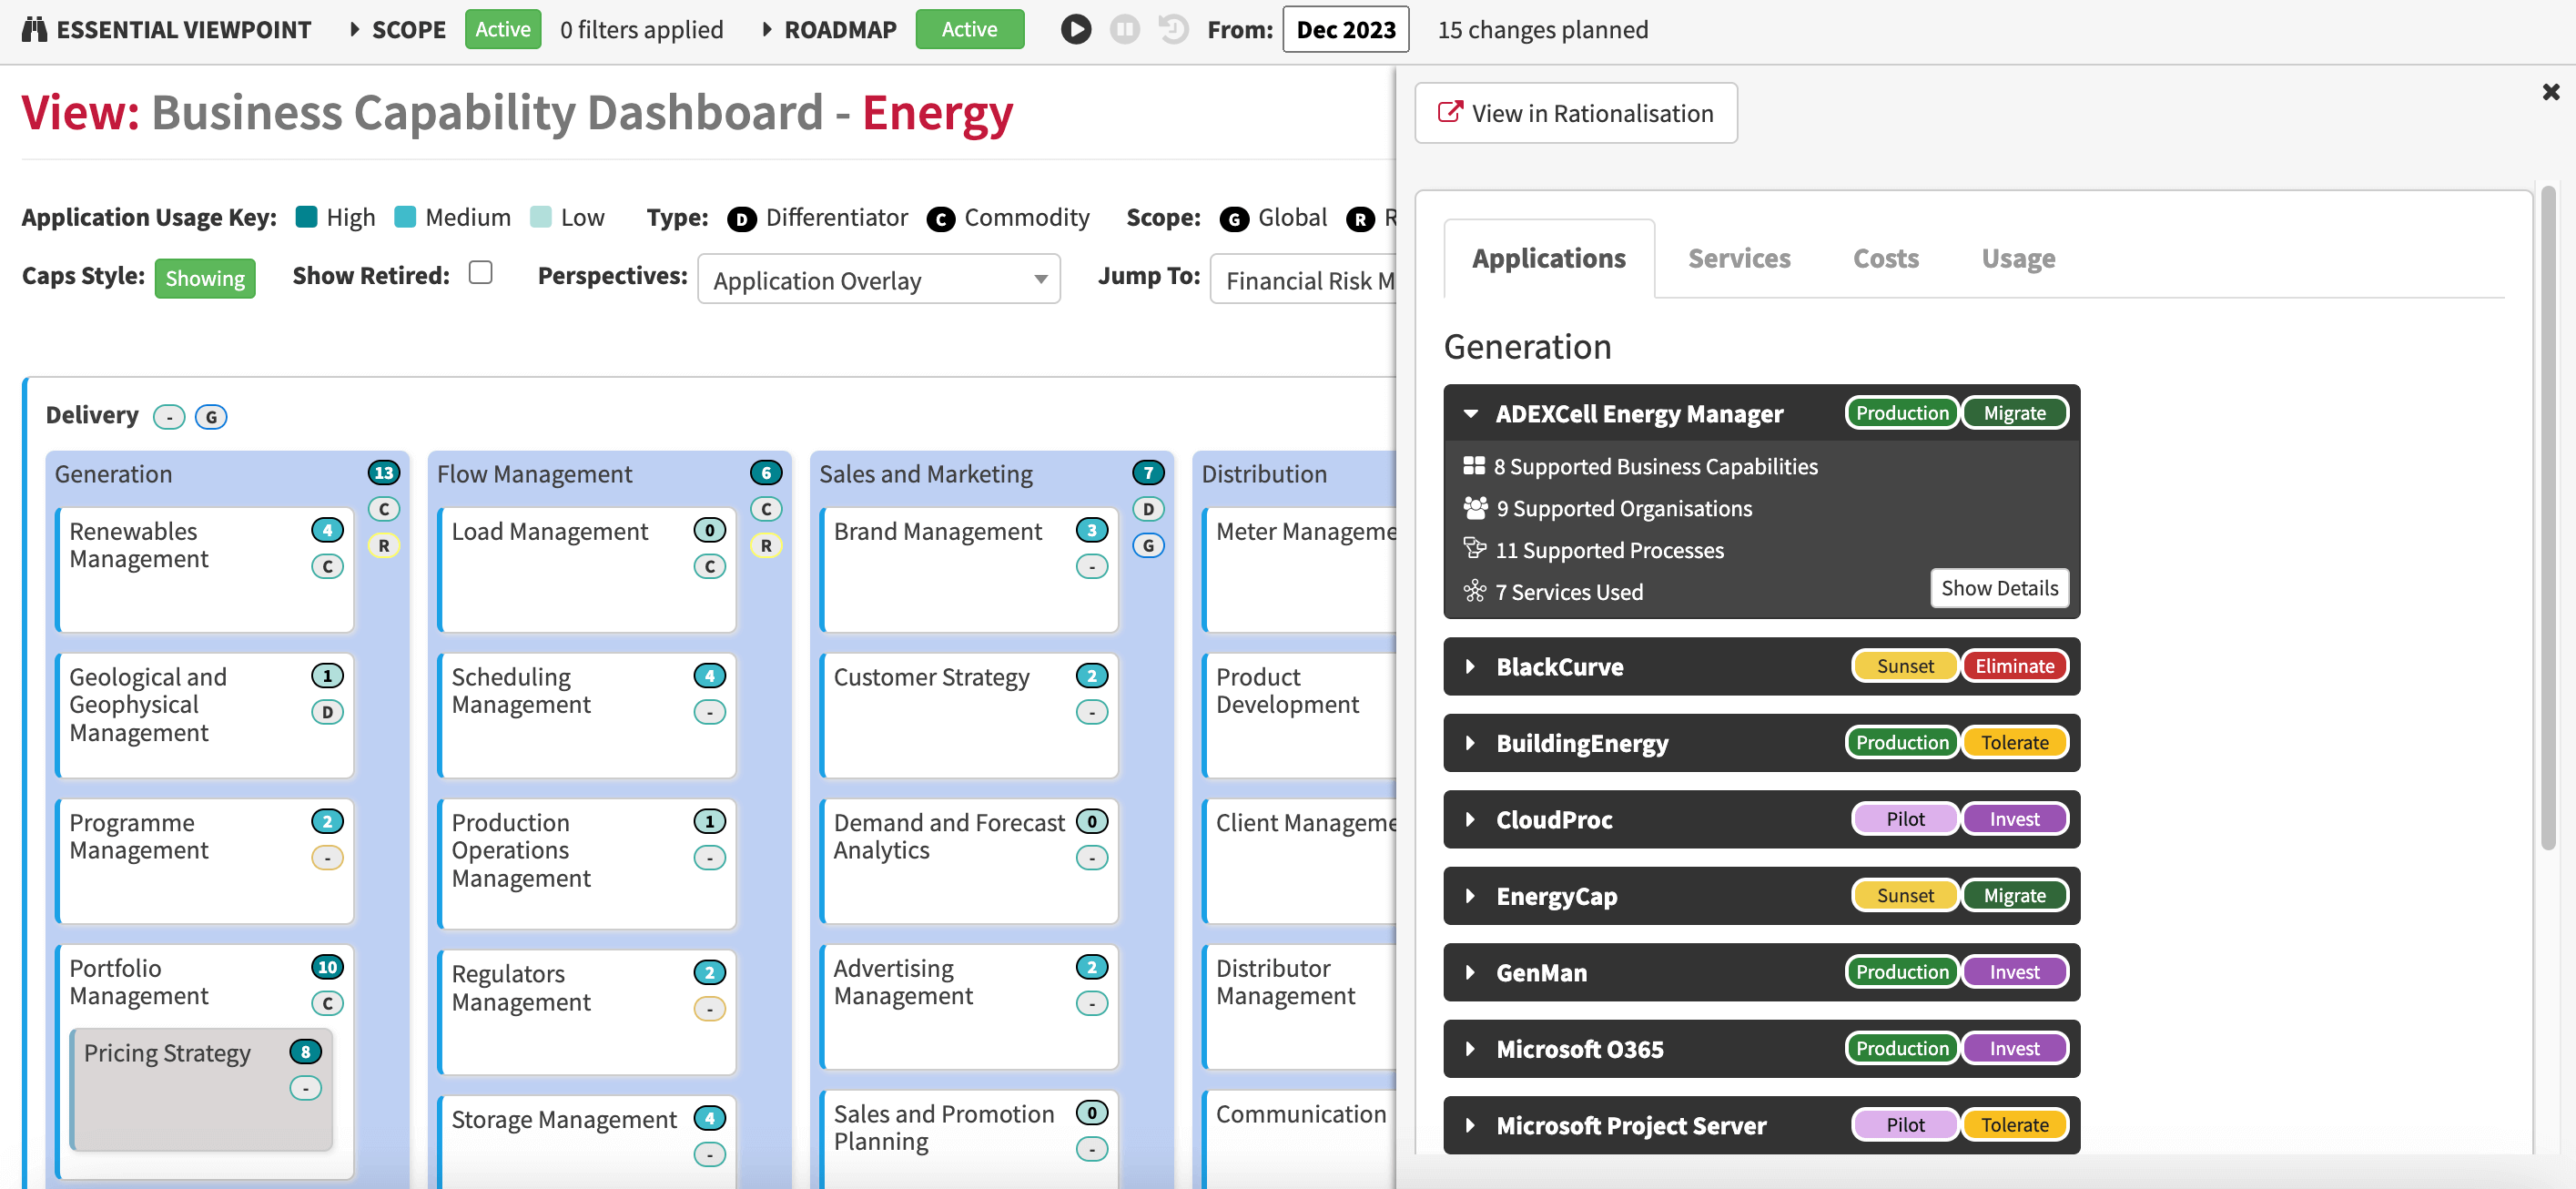 ESSENTIAL VIEWPOINT SCOPE Active 0 filters applied ROADMAP Active From: Dec 2023 15 changes planned
View: Business Capability Dashboard - Energy
Application Usage Key: High Medium Low Type: D Differentiator C Commodity Scope: G Global R
Caps Style: Showing Show Retired: Perspectives: Application Overlay Jump To: Financial Risk M
Delivery - G
Generation 13
C
R
Renewables
Management
4
C
Geological and
Geophysical
Management
1
D
Programme
Management
2
-
Portfolio
Management
10
C
Pricing Strategy 8
-
Flow Management 6
C
R
Load Management 0
C
Scheduling
Management
4
-
Production
Operations
Management
1
-
Regulators
Management
2
-
Storage Management 4
-
Sales and Marketing 7
D
G
Brand Management 3
-
Customer Strategy 2
-
Demand and Forecast
Analytics
0
-
Advertising
Management
2
-
Sales and Promotion
Planning
0
-
Distribution
Meter Manageme
Product
Development
Client Manageme
Distributor
Management
Communication
View in Rationalisation
Applications Services Costs Usage
Generation
ADEXCell Energy Manager Production Migrate
8 Supported Business Capabilities
9 Supported Organisations
11 Supported Processes
7 Services Used Show Details
BlackCurve Sunset Eliminate
BuildingEnergy Production Tolerate
CloudProc Pilot Invest
EnergyCap Sunset Migrate
GenMan Production Invest
Microsoft O365 Production Invest
Microsoft Project Server Pilot Tolerate